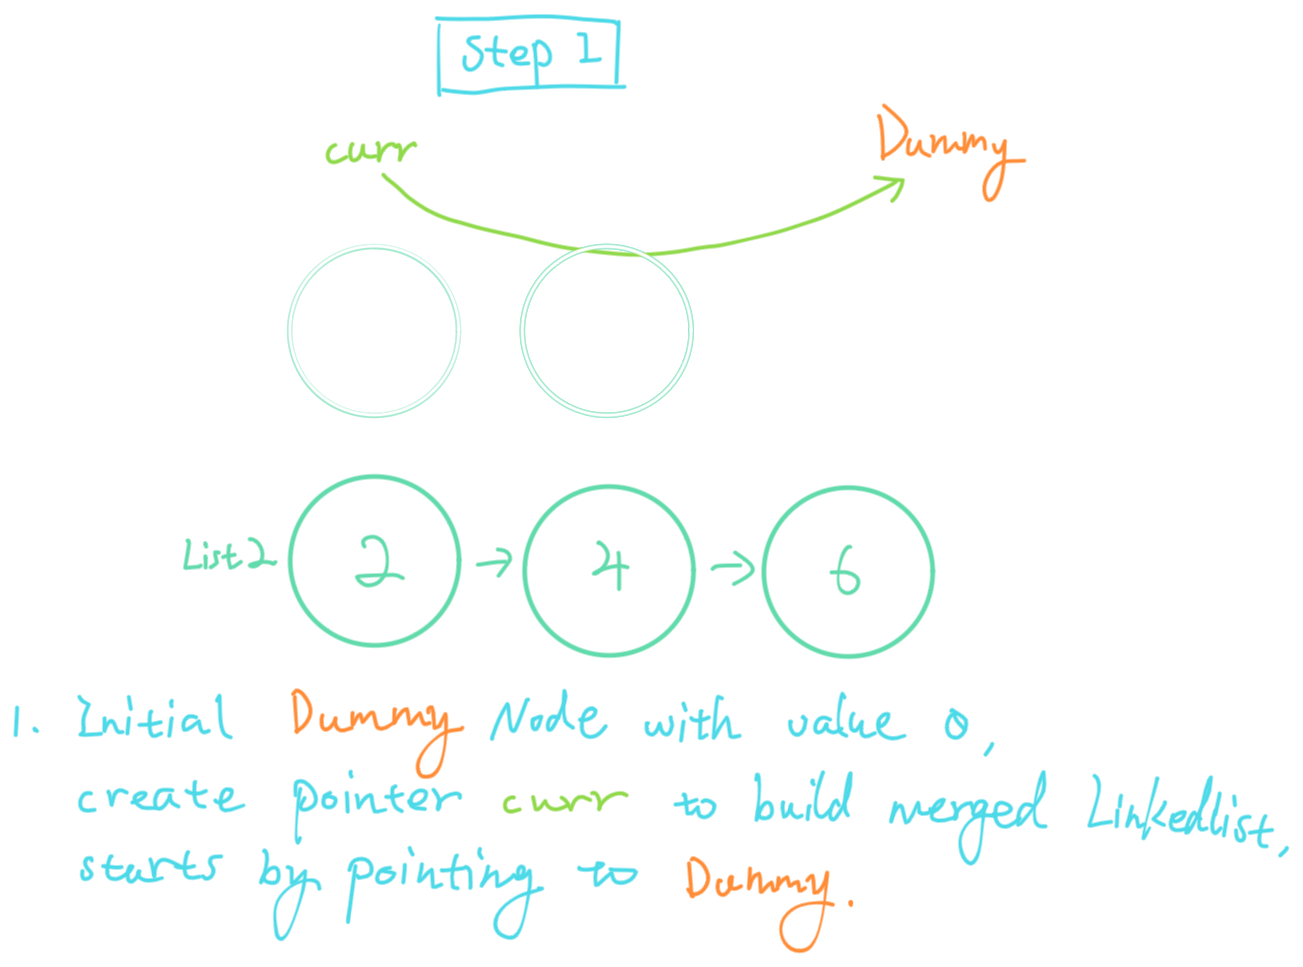 Step 1
curr
Dummy
List2 2 → 4 → 6
1. Initial Dummy Node with value 0,
create pointer curr to build merged Linkedlist,
starts by pointing to Dummy.